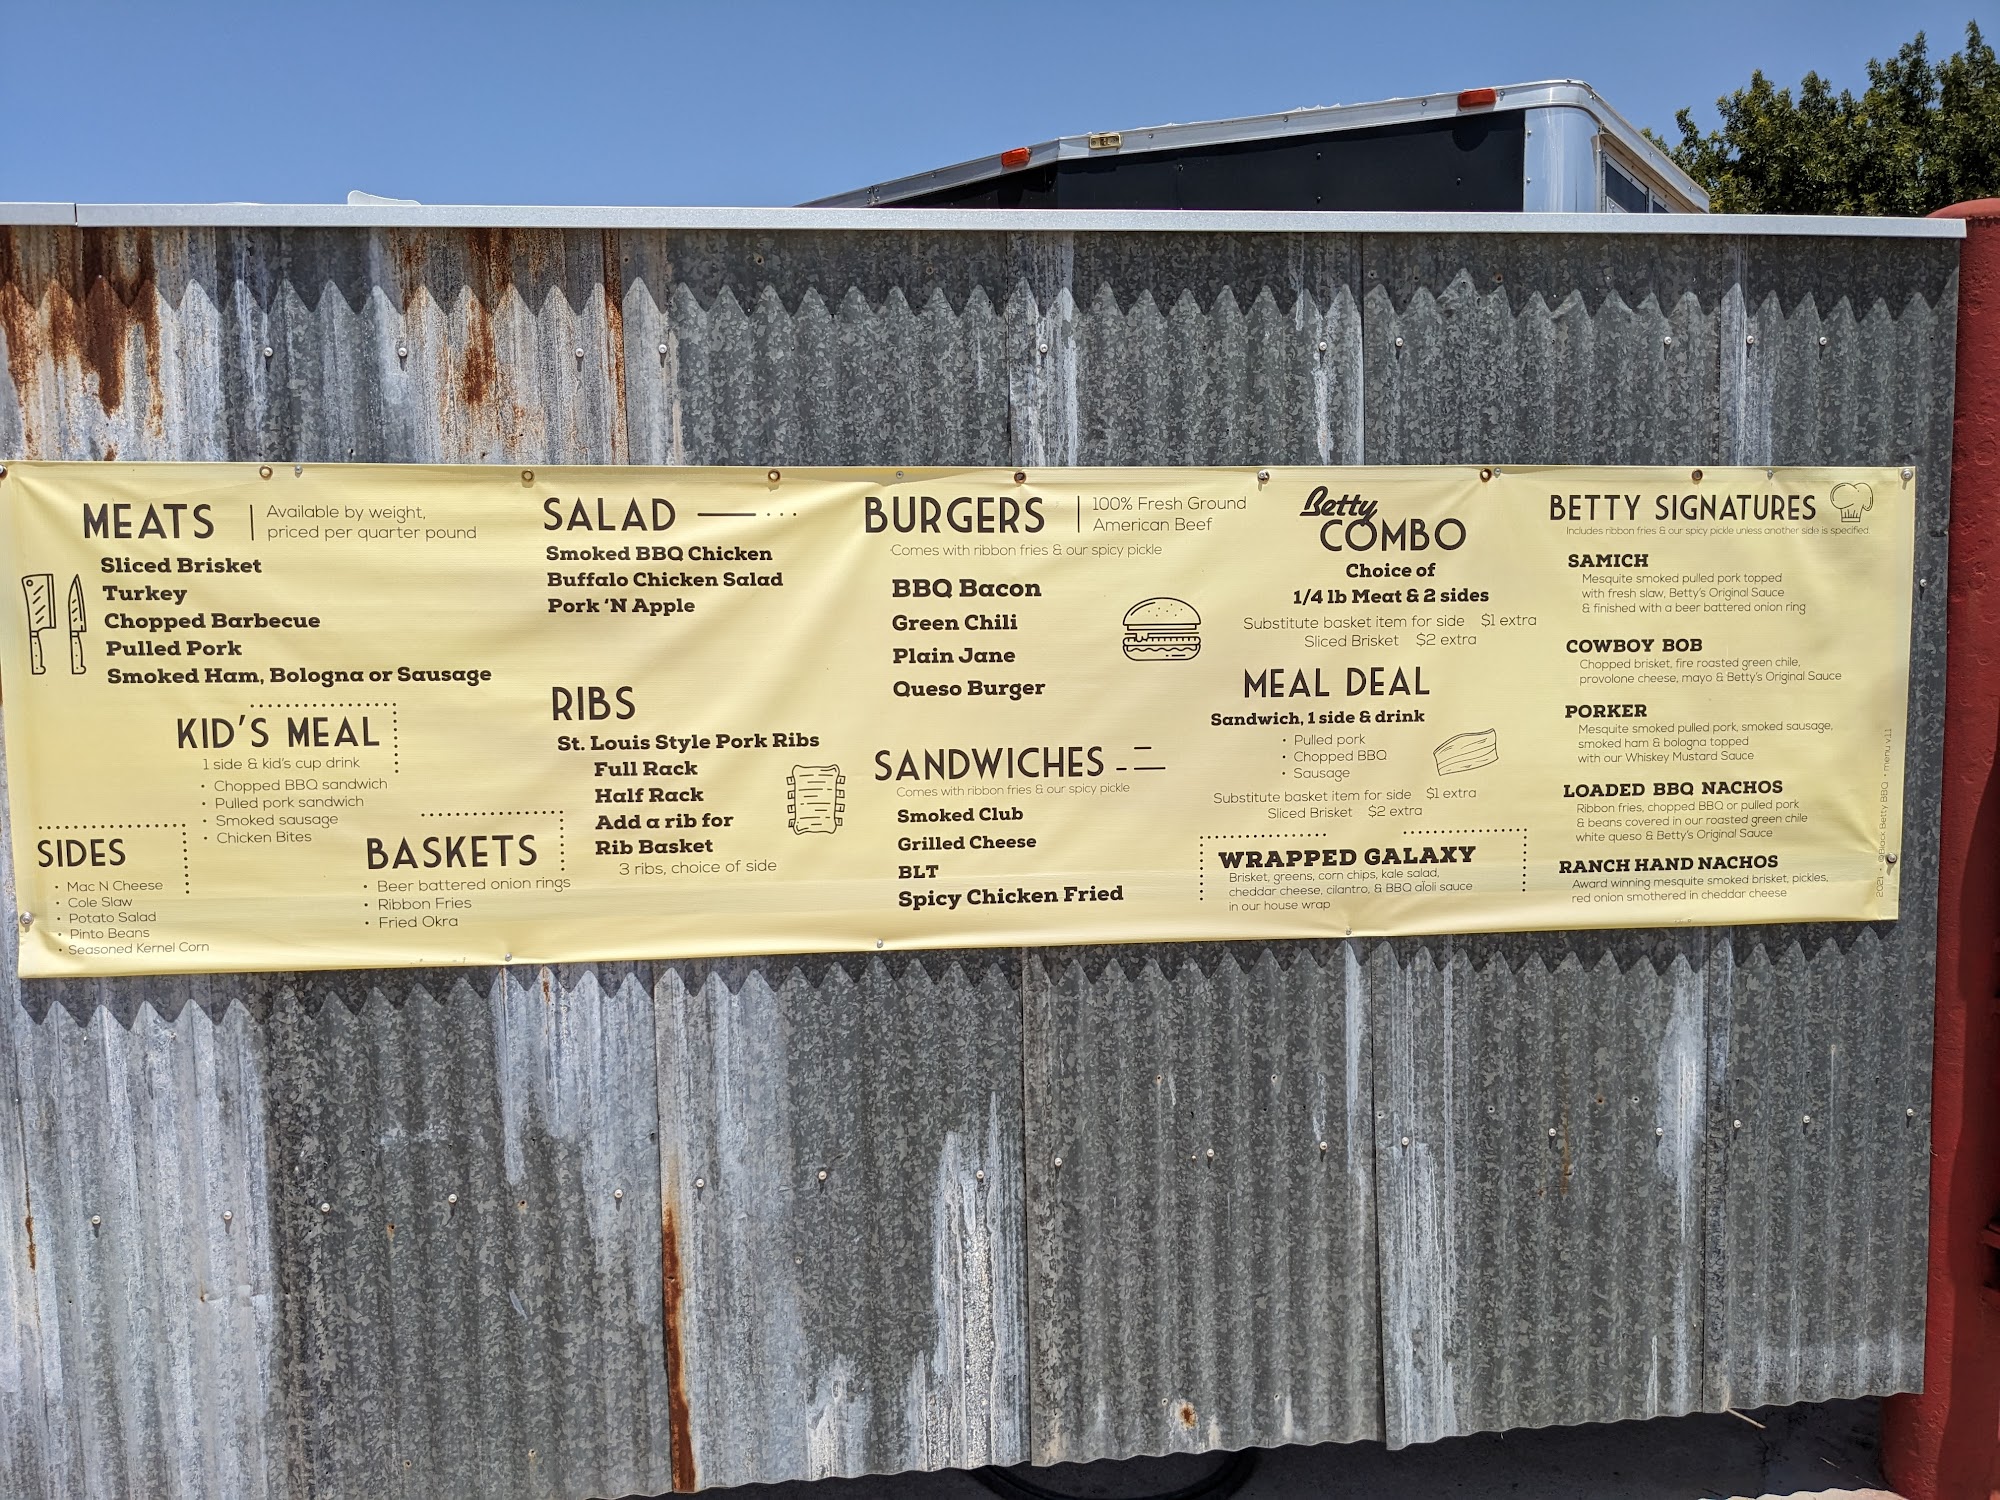 MEATS
Available by weight,
priced per quarter pound
Sliced Brisket
Turkey
Chopped Barbecue
Pulled Pork
Smoked Ham, Bologna or Sausage
KID'S MEAL
1 side & kid's cup drink
• Chopped BBQ sandwich
• Pulled pork sandwich
• Smoked sausage
• Chicken Bites
SIDES
• Mac N Cheese
• Cole Slaw
• Potato Salad
• Pinto Beans
• Seasoned Kernel Corn
BASKETS
• Beer battered onion rings
• Ribbon Fries
• Fried Okra
SALAD
Smoked BBQ Chicken
Buffalo Chicken Salad
Pork 'N Apple
RIBS
St. Louis Style Pork Ribs
Full Rack
Half Rack
Add a rib for
Rib Basket
3 ribs, choice of side
BURGERS
100% Fresh Ground
American Beef
Comes with ribbon fries & our spicy pickle
BBQ Bacon
Green Chili
Plain Jane
Queso Burger
SANDWICHES
Comes with ribbon fries & our spicy pickle
Smoked Club
Grilled Cheese
BLT
Spicy Chicken Fried
Betty
COMBO
Choice of
1/4 lb Meat & 2 sides
Substitute basket item for side $1 extra
Sliced Brisket $2 extra
MEAL DEAL
Sandwich, 1 side & drink
• Pulled pork
• Chopped BBQ
• Sausage
Substitute basket item for side $1 extra
Sliced Brisket $2 extra
WRAPPED GALAXY
Brisket, greens, corn chips, kale salad,
cheddar cheese, cilantro, & BBQ aioli sauce
in our house wrap
BETTY SIGNATURES
Includes ribbon fries & our spicy pickle unless another side is specified
SAMICH
Mesquite smoked pulled pork topped
with fresh slaw, Betty's Original Sauce
& finished with a beer battered onion ring
COWBOY BOB
Chopped brisket, fire roasted green chile,
provolone cheese, mayo & Betty's Original Sauce
PORKER
Mesquite smoked pulled pork, smoked sausage,
smoked ham & bologna topped
with our Whiskey Mustard Sauce
LOADED BBQ NACHOS
Ribbon fries, chopped BBQ or pulled pork
& beans covered in our roasted green chile
white queso & Betty's Original Sauce
RANCH HAND NACHOS
Award winning mesquite smoked brisket, pickles,
red onion smothered in cheddar cheese
2021 • @Black Betty BBQ • menu v.1.1